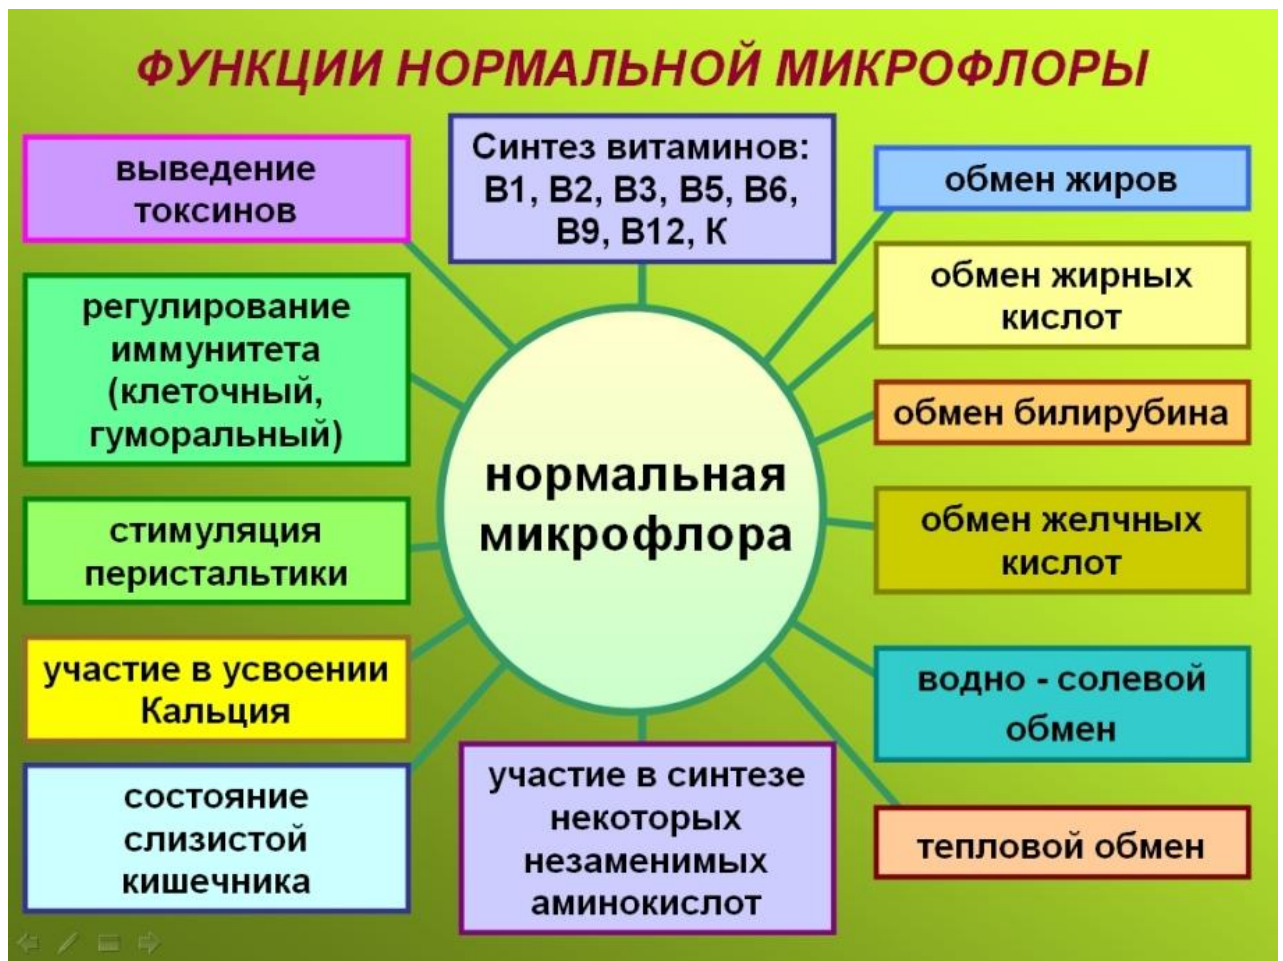 ФУНКЦИИ НОРМАЛЬНОЙ МИКРОФЛОРЫ
выведение
токсинов
регулирование
иммунитета
(клеточный,
гуморальный)
стимуляция
перистальтики
участие в усвоении
Кальция
состояние
слизистой
кишечника
Синтез витаминов:
В1, В2, В3, В5, В6,
В9, В12, К
нормальная
микрофлора
участие в синтезе
некоторых
незаменимых
аминокислот
обмен жиров
обмен жирных
кислот
обмен билирубина
обмен желчных
кислот
водно - солевой
обмен
тепловой обмен